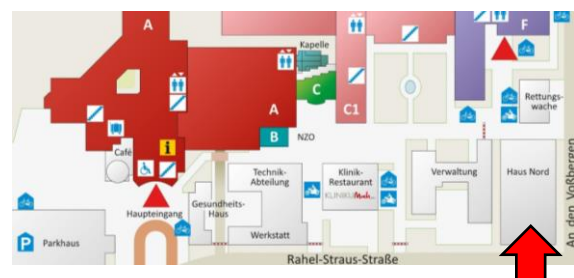 A
F
Kapelle
C
C1
Rettungs-
wache
A
B
NZO
i
Café
Technik-
Abteilung
Klinik-
Restaurant
KLINIKUM
Verwaltung
Haus Nord
An den Voßbergen
Haupteingang
Gesundheits-
Haus
Werkstatt
P
Parkhaus
Rahel-Straus-Straße